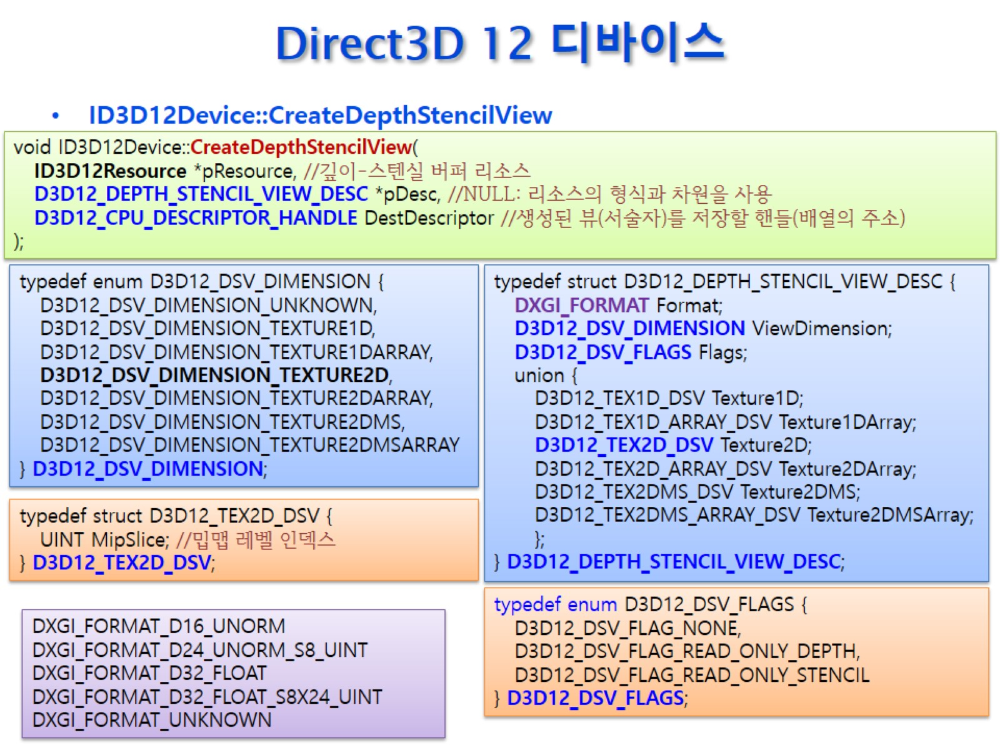 Direct3D 12 디바이스
• ID3D12Device::CreateDepthStencilView
void ID3D12Device::CreateDepthStencilView(
ID3D12Resource *pResource, //깊이-스텐실 버퍼 리소스
D3D12_DEPTH_STENCIL_VIEW_DESC *pDesc, //NULL: 리소스의 형식과 차원을 사용
D3D12_CPU_DESCRIPTOR_HANDLE DestDescriptor //생성된 뷰(서술자)를 저장할 핸들(배열의 주소)
);
typedef enum D3D12_DSV_DIMENSION {
D3D12_DSV_DIMENSION_UNKNOWN,
D3D12_DSV_DIMENSION_TEXTURE1D,
D3D12_DSV_DIMENSION_TEXTURE1DARRAY,
D3D12_DSV_DIMENSION_TEXTURE2D,
D3D12_DSV_DIMENSION_TEXTURE2DARRAY,
D3D12_DSV_DIMENSION_TEXTURE2DMS,
D3D12_DSV_DIMENSION_TEXTURE2DMSARRAY
} D3D12_DSV_DIMENSION;
typedef struct D3D12_TEX2D_DSV {
UINT MipSlice; //밉맵 레벨 인덱스
} D3D12_TEX2D_DSV;
DXGI_FORMAT_D16_UNORM
DXGI_FORMAT_D24_UNORM_S8_UINT
DXGI_FORMAT_D32_FLOAT
DXGI_FORMAT_D32_FLOAT_S8X24_UINT
DXGI_FORMAT_UNKNOWN
typedef struct D3D12_DEPTH_STENCIL_VIEW_DESC {
DXGI_FORMAT Format;
D3D12_DSV_DIMENSION ViewDimension;
D3D12_DSV_FLAGS Flags;
union {
D3D12_TEX1D_DSV Texture1D;
D3D12_TEX1D_ARRAY_DSV Texture1DArray;
D3D12_TEX2D_DSV Texture2D;
D3D12_TEX2D_ARRAY_DSV Texture2DArray;
D3D12_TEX2DMS_DSV Texture2DMS;
D3D12_TEX2DMS_ARRAY_DSV Texture2DMSArray;
};
} D3D12_DEPTH_STENCIL_VIEW_DESC;
typedef enum D3D12_DSV_FLAGS {
D3D12_DSV_FLAG_NONE,
D3D12_DSV_FLAG_READ_ONLY_DEPTH,
D3D12_DSV_FLAG_READ_ONLY_STENCIL
} D3D12_DSV_FLAGS;